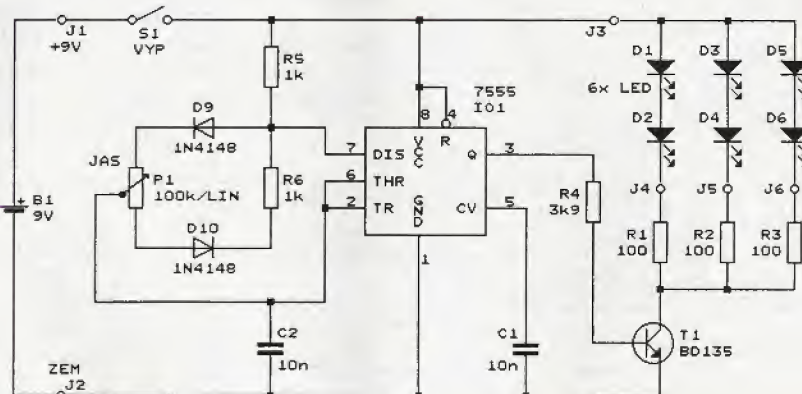 J1
+9V
S1
VYP
R5
1k
D9
1N4148
JAS
P1
100k/LIN
R6
1k
D10
1N4148
B1
9V
+
C2
10n
ZEM
J2
7555
IO1
8
4
7
6
2
3
5
1
VCC
R
DIS
THR
TR
GND
Q
CV
C1
10n
R4
3k9
J3
D1
D3
D5
6x LED
D2
D4
D6
J4
J5
J6
R1
100
R2
100
R3
100
T1
BD135